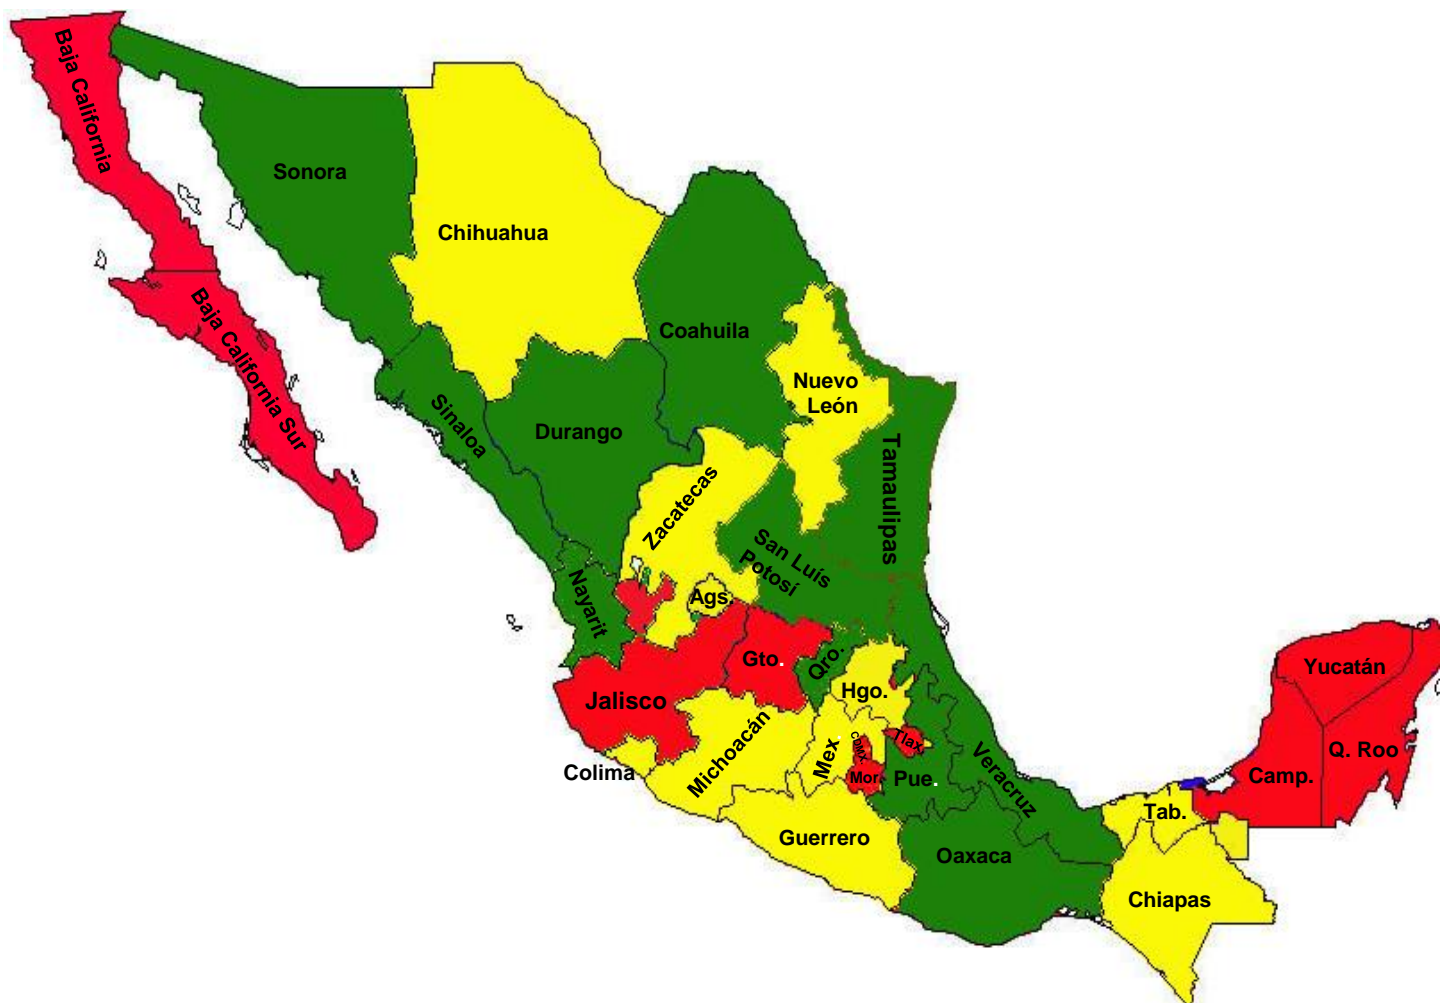 Baja California
Sonora
Chihuahua
Baja California Sur
Coahuila
Nuevo
León
Sinaloa
Durango
Tamaulipas
Zacatecas
San Luís
Potosí
Nayarit
Ags.
Gto.
Qro.
Hgo.
Jalisco
Yucatán
Michoacán
Mex.
CDMX
Tlax.
Colima
Mor.
Pue.
Veracruz
Camp.
Q. Roo
Tab.
Guerrero
Oaxaca
Chiapas